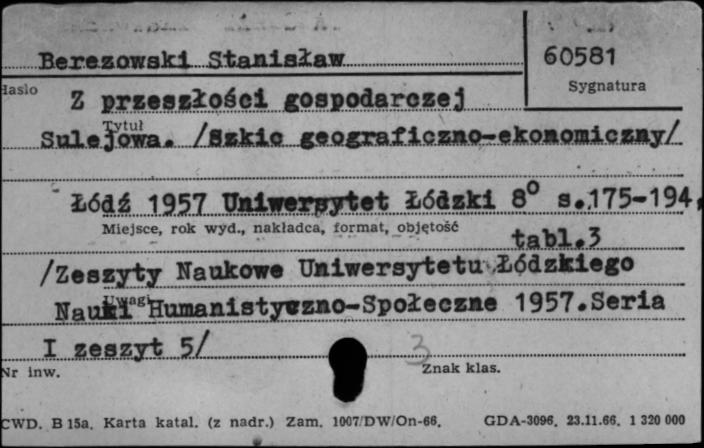 Berezowski Stanisław
60581
Hasło
Sygnatura
Z przeszłości gospodarczej
Tytuł
Sulejowa. /Szkic geograficzno-ekonomiczny/
Łódź 1957 Uniwersytet Łódzki 8° s.175-194,
Miejsce, rok wyd., nakładca, format, objętość
tabl.3
/Zeszyty Naukowe Uniwersytetu Łódzkiego
Uwagi
Nauki Humanistyczno-Społeczne 1957.Seria
I zeszyt 5/
3
Nr inw.
Znak klas.
CWD. B 15a. Karta katal. (z nadr.) Zam. 1007/DW/On-66. GDA-3096. 23.11.66. 1 320 000